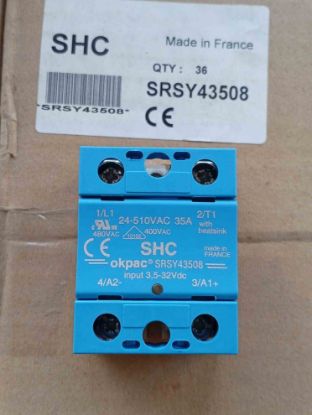 SHC
Made in France
QTY: 36
SRSY43508
*SRSY43508*
CE
1/L1
2/T1
24-510VAC 35A
with heatsink
480VAC
400VAC
CE
SHC
made in
FRANCE
okpac® SRSY43508
input 3,5-32Vdc
4/A2-
3/A1+